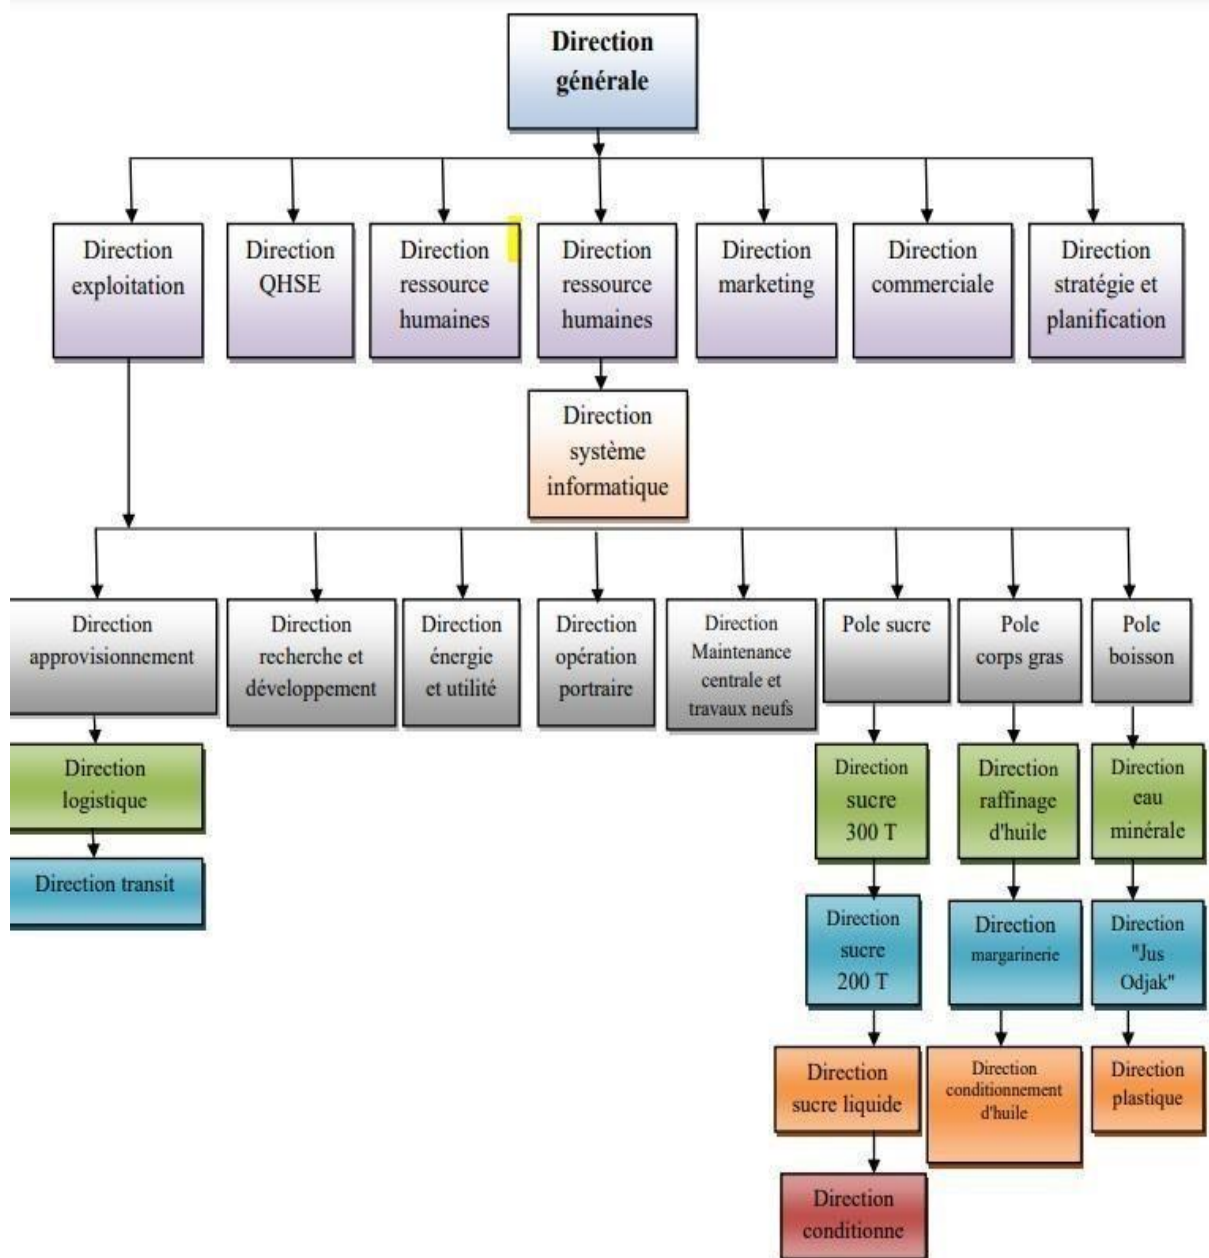 Direction
générale
Direction
exploitation
Direction
QHSE
Direction
ressource
humaines
Direction
ressource
humaines
Direction
marketing
Direction
commerciale
Direction
stratégie et
planification
Direction
système
informatique
Direction
approvisionnement
Direction
recherche et
développement
Direction
énergie
et utilité
Direction
opération
portraire
Direction
Maintenance
centrale et
travaux neufs
Pole sucre
Pole
corps gras
Pole
boisson
Direction
logistique
Direction
sucre
300 T
Direction
raffinage
d'huile
Direction
eau
minérale
Direction transit
Direction
sucre
200 T
Direction
margarinerie
Direction
"Jus
Odjak"
Direction
sucre liquide
Direction
conditionnement
d'huile
Direction
plastique
Direction
conditionne